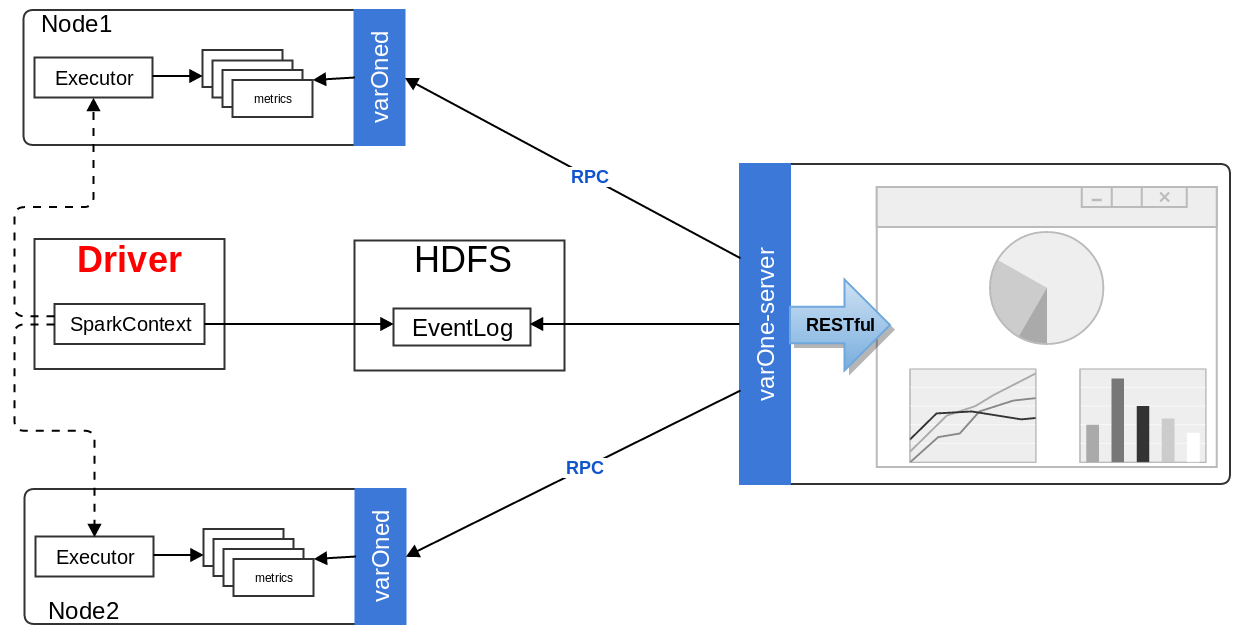 Node1
Executor
metrics
varOned
RPC
Driver
SparkContext
HDFS
EventLog
varOne-server
RESTful
RPC
Executor
metrics
varOned
Node2